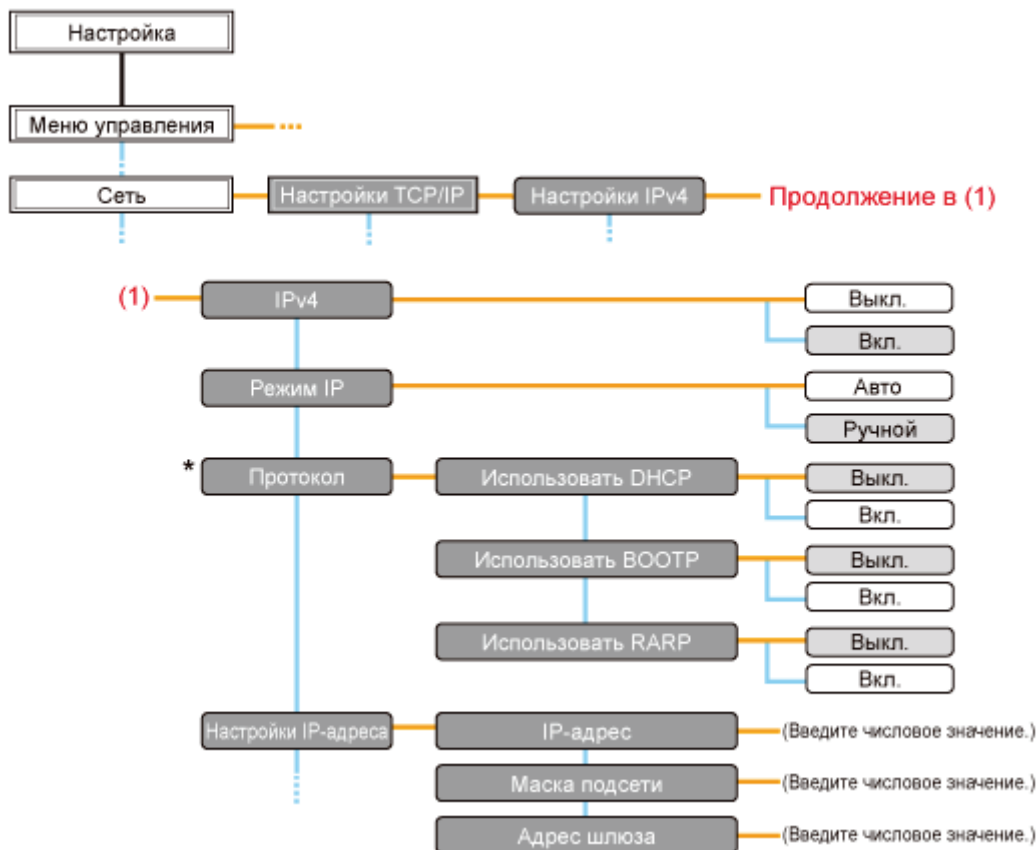 Настройка
Меню управления
Сеть
Настройки TCP/IP
Настройки IPv4
Продолжение в (1)
(1)
IPv4
Выкл.
Вкл.
Режим IP
Авто
Ручной
*
Протокол
Использовать DHCP
Выкл.
Вкл.
Использовать BOOTP
Выкл.
Вкл.
Использовать RARP
Выкл.
Вкл.
Настройки IP-адреса
IP-адрес
(Введите числовое значение.)
Маска подсети
(Введите числовое значение.)
Адрес шлюза
(Введите числовое значение.)